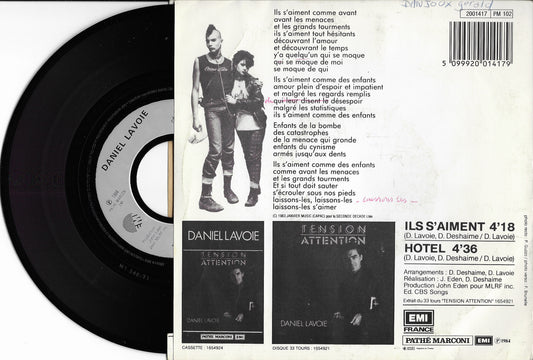 DANJOUX gérald
2001417 PM 102
5 099920 014179
Ils s'aiment comme avant
avant les menaces
et les grands tourments
ils s'aiment tout hésitants
découvrant l'amour
et découvrant le temps
y'a quelqu'un qui se moque
qui se moque de moi
se moque de qui
Ils s'aiment comme des enfants
amour plein d'espoir et impatient
et malgré les regards remplis
qui leur disent le désespoir
malgré les statistiques
ils s'aiment comme des enfants
Enfants de la bombe
des catastrophes
de la menace qui gronde
enfants du cynisme
armés jusqu'aux dents
Ils s'aiment comme des enfants
comme avant les menaces
et les grands tourments
Et si tout doit sauter
s'écrouler sous nos pieds
laissons-les, laissons-les
laissons-les s'aimer
DANIEL LAVOIE
DANIEL LAVOIE
TENSION
ATTENTION
PATHÉ MARCONI EMI
CASSETTE : 1654924
TENSION
ATTENTION
DANIEL LAVOIE
DISQUE 33 TOURS : 1654921
ILS S'AIMENT 4'18
(D. Lavoie, D. Deshaime / D. Lavoie)
HOTEL 4'36
(D. Lavoie, D. Deshaime / D. Lavoie)
Arrangements : D. Deshaime, D. Lavoie
Réalisation : J. Eden, D. Deshaime
Production John Eden pour MLRF inc.
Ed. CBS Songs
Extrait du 33 tours "TENSION ATTENTION" 1654921
EMI
FRANCE
PATHÉ MARCONI EMI ℗ 1984